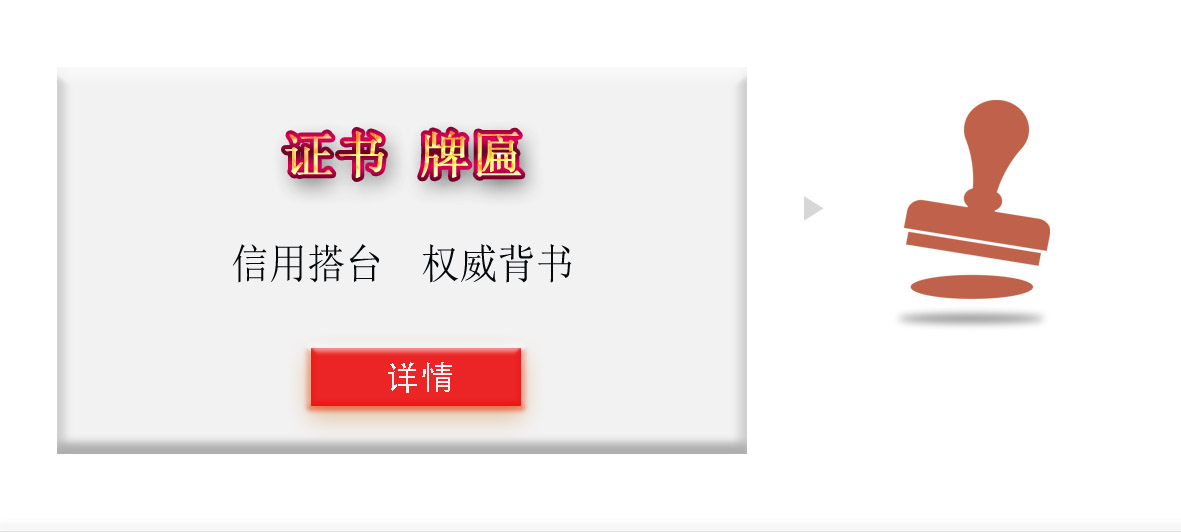 证书 牌匾
信用搭台 权威背书
详情